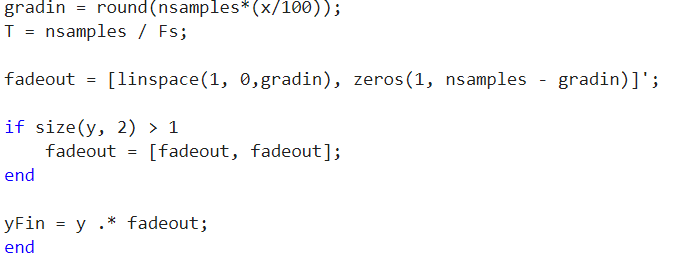 gradin = round(nsamples*(x/100));
T = nsamples / Fs;
fadeout = [linspace(1, 0,gradin), zeros(1, nsamples - gradin)]';
if size(y, 2) > 1
    fadeout = [fadeout, fadeout];
end
yFin = y .* fadeout;
end